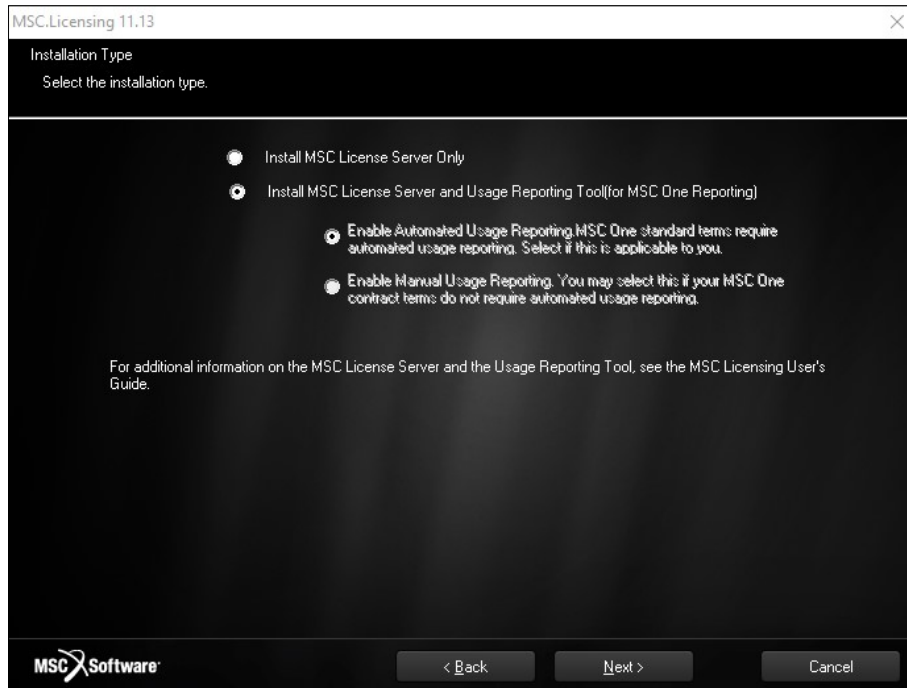 MSC.Licensing 11.13
Installation Type
Select the installation type.
Install MSC License Server Only
Install MSC License Server and Usage Reporting Tool(for MSC One Reporting)
Enable Automated Usage Reporting.MSC One standard terms require
automated usage reporting. Select if this is applicable to you.
Enable Manual Usage Reporting. You may select this if your MSC One
contract terms do not require automated usage reporting.
For additional information on the MSC License Server and the Usage Reporting Tool, see the MSC Licensing User's
Guide.
MSC Software
< Back
Next >
Cancel